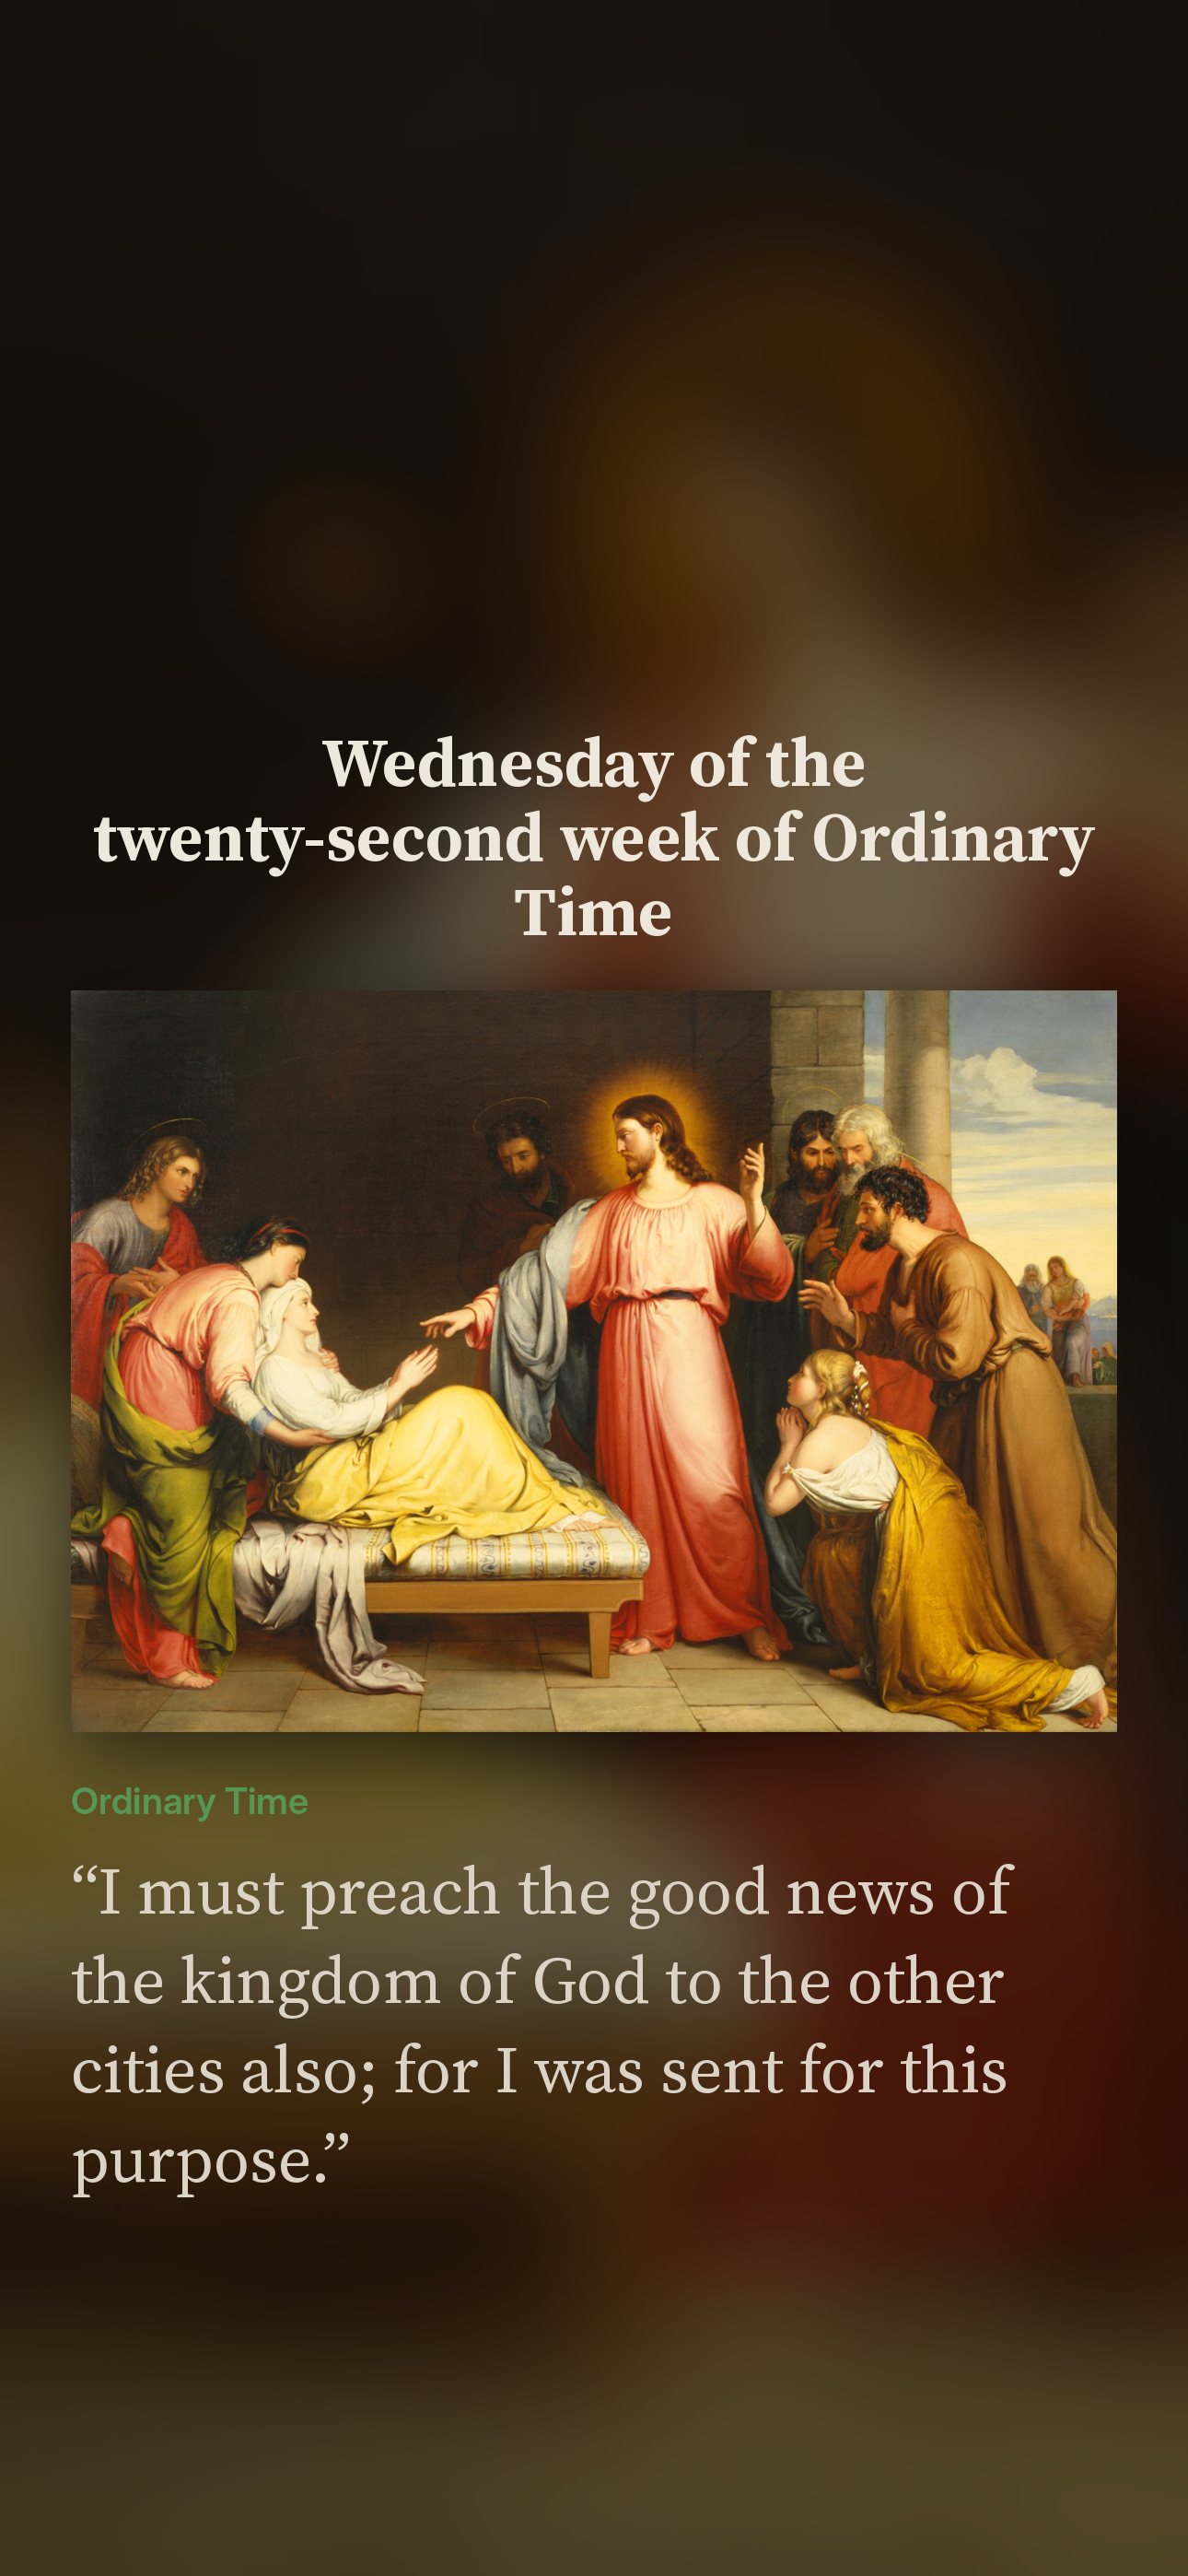 Wednesday of the
twenty-second week of Ordinary
Time
Ordinary Time
“I must preach the good news of
the kingdom of God to the other
cities also; for I was sent for this
purpose.”